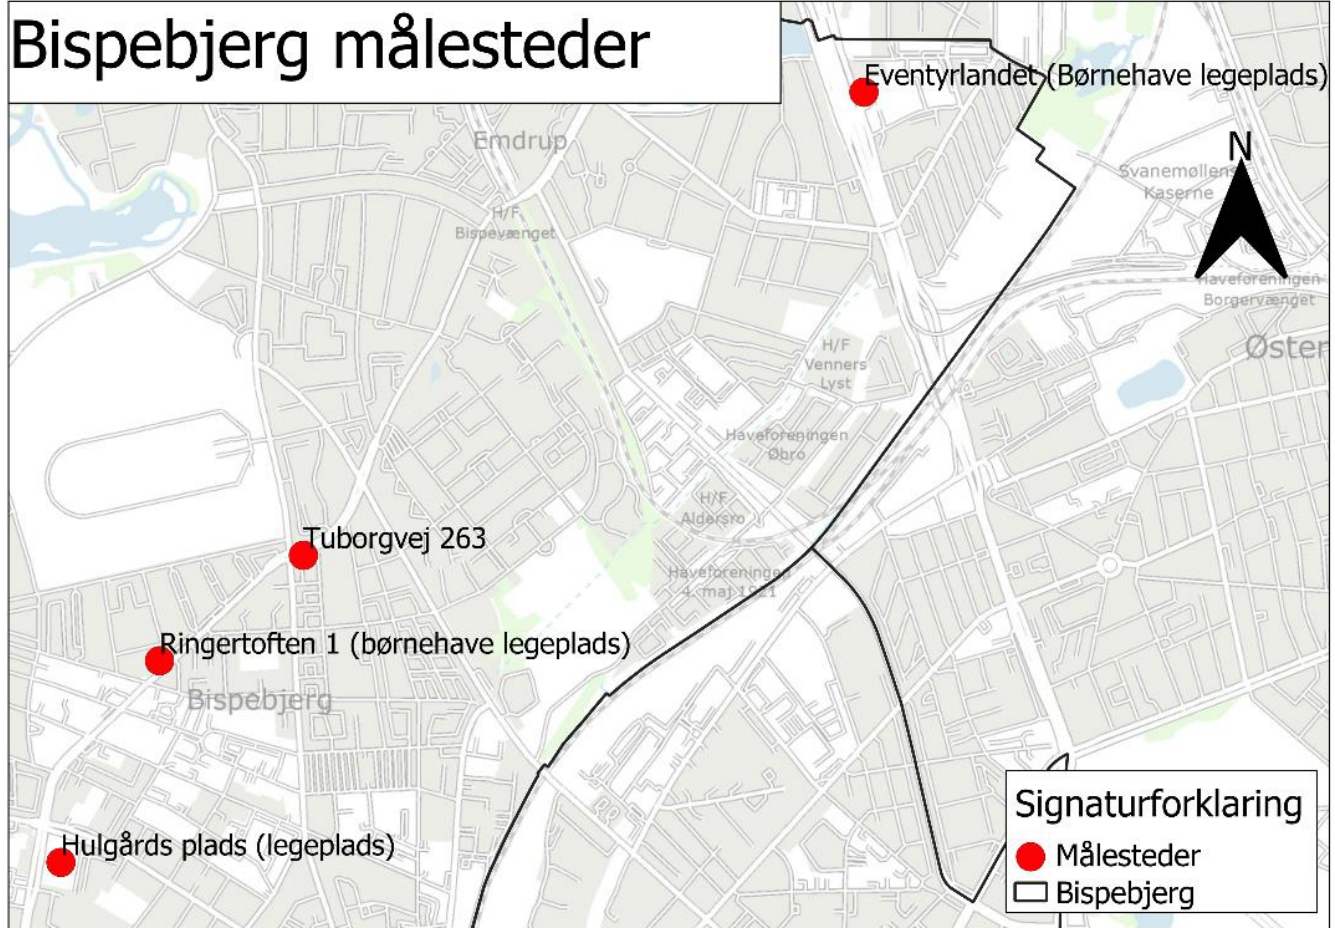 Bispebjerg målesteder
Eventyrlandet (Børnehave legeplads)
Emdrup
N
Svanemøllens
Kaserne
H/F
Bispevænget
Haveforeningen
Borgervænget
H/F
Venners
Lyst
Øster
Haveforeningen
Øbro
H/F
Aldersro
Tuborgvej 263
Haveforeningen
4. maj 1921
Ringertoften 1 (børnehave legeplads)
Bispebjerg
Hulgårds plads (legeplads)
Signaturforklaring
Målesteder
Bispebjerg